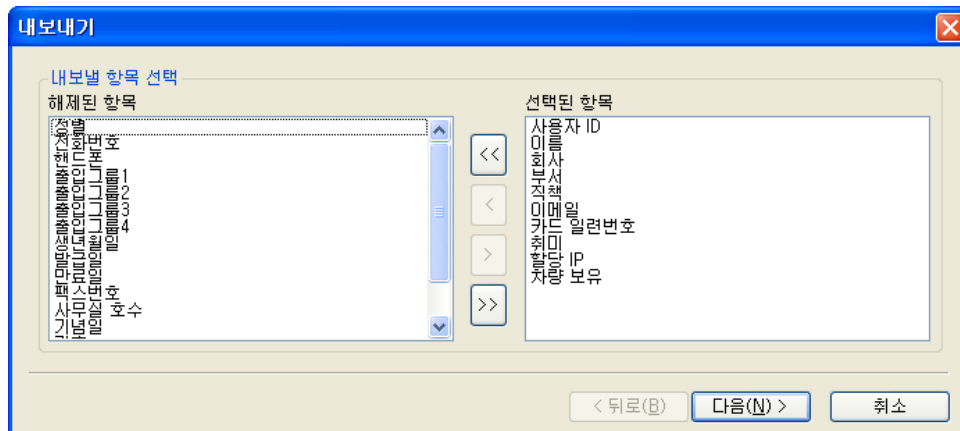 내보내기
내보낼 항목 선택
해제된 항목
성별
전화번호
핸드폰
출입그룹1
출입그룹2
출입그룹3
출입그룹4
생년월일
발급일
만료일
팩스번호
사무실 호수
기념일
<<
<
>
>>
선택된 항목
사용자 ID
이름
회사
부서
직책
이메일
카드 일련번호
취미
할당 IP
차량 보유
< 뒤로(B)
다음(N) >
취소